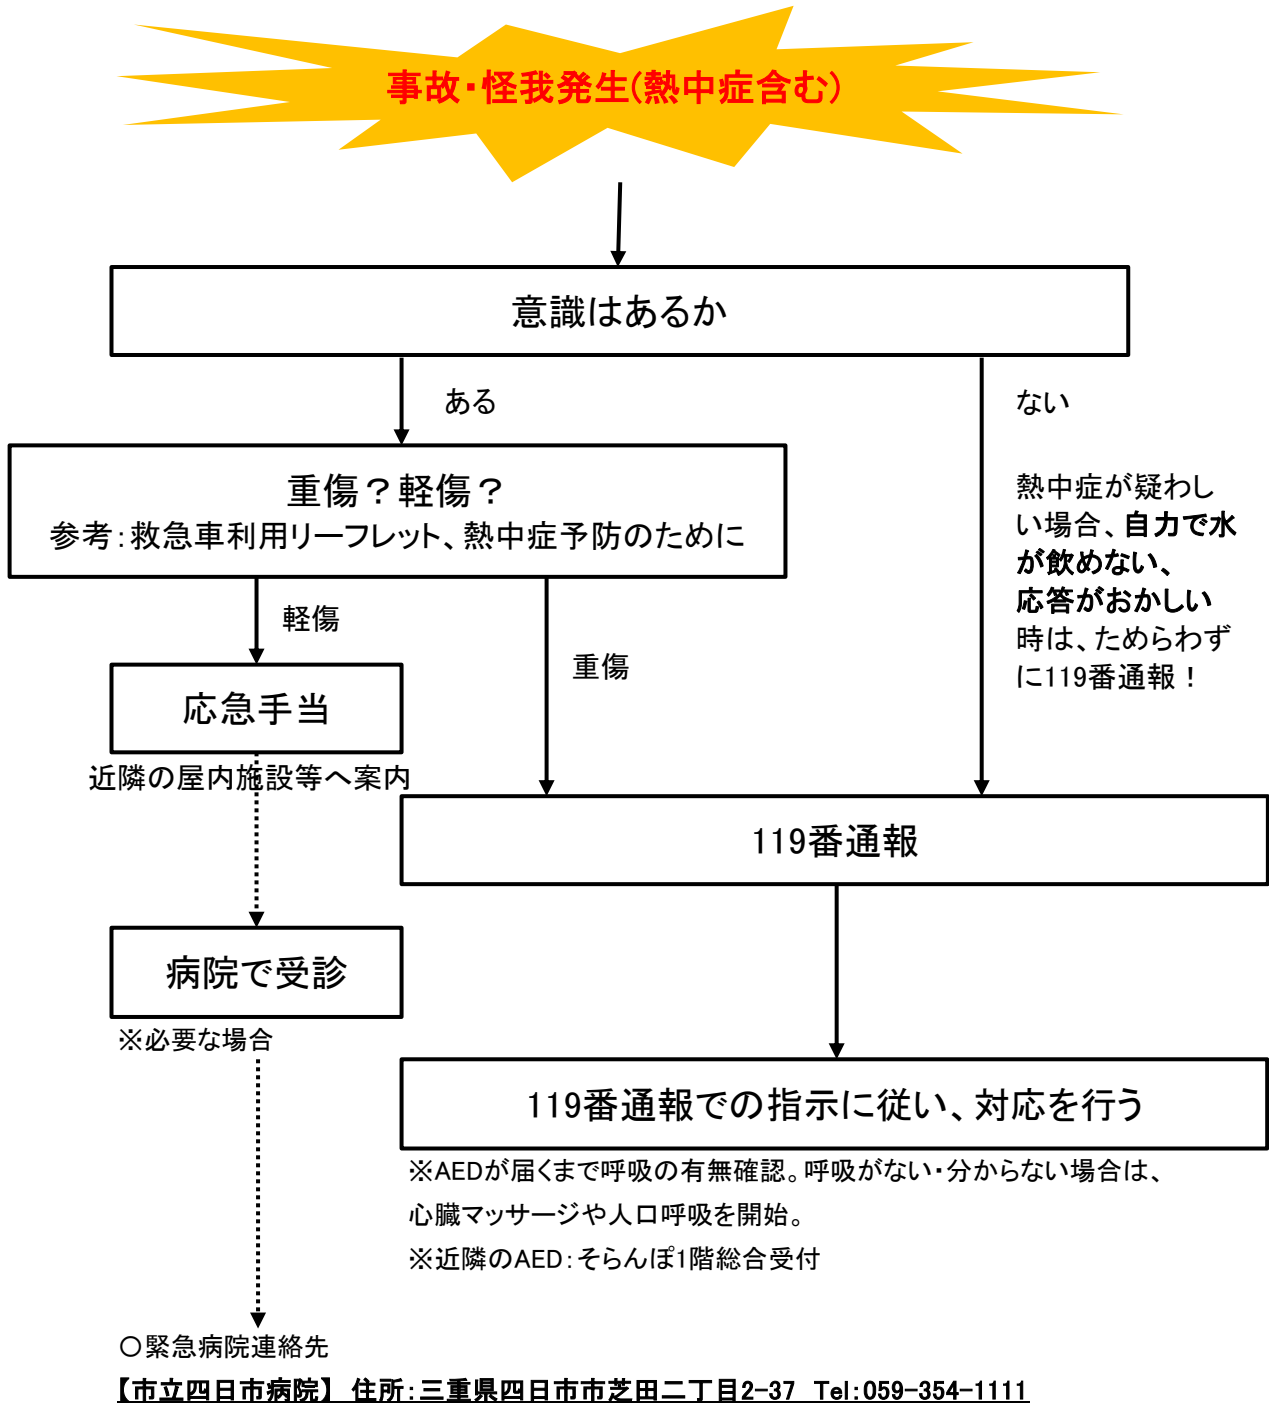 事故・怪我発生(熱中症含む)
意識はあるか
ある
ない
重傷？軽傷？
参考：救急車利用リーフレット、熱中症予防のために
熱中症が疑わし
い場合、自力で水
が飲めない、
応答がおかしい
時は、ためらわず
に119番通報！
軽傷
重傷
応急手当
近隣の屋内施設等へ案内
119番通報
病院で受診
※必要な場合
119番通報での指示に従い、対応を行う
※AEDが届くまで呼吸の有無確認。呼吸がない・分からない場合は、
心臓マッサージや人口呼吸を開始。
※近隣のAED：そらんぽ1階総合受付
〇緊急病院連絡先
【市立四日市病院】 住所：三重県四日市市芝田二丁目2-37 Tel：059-354-1111